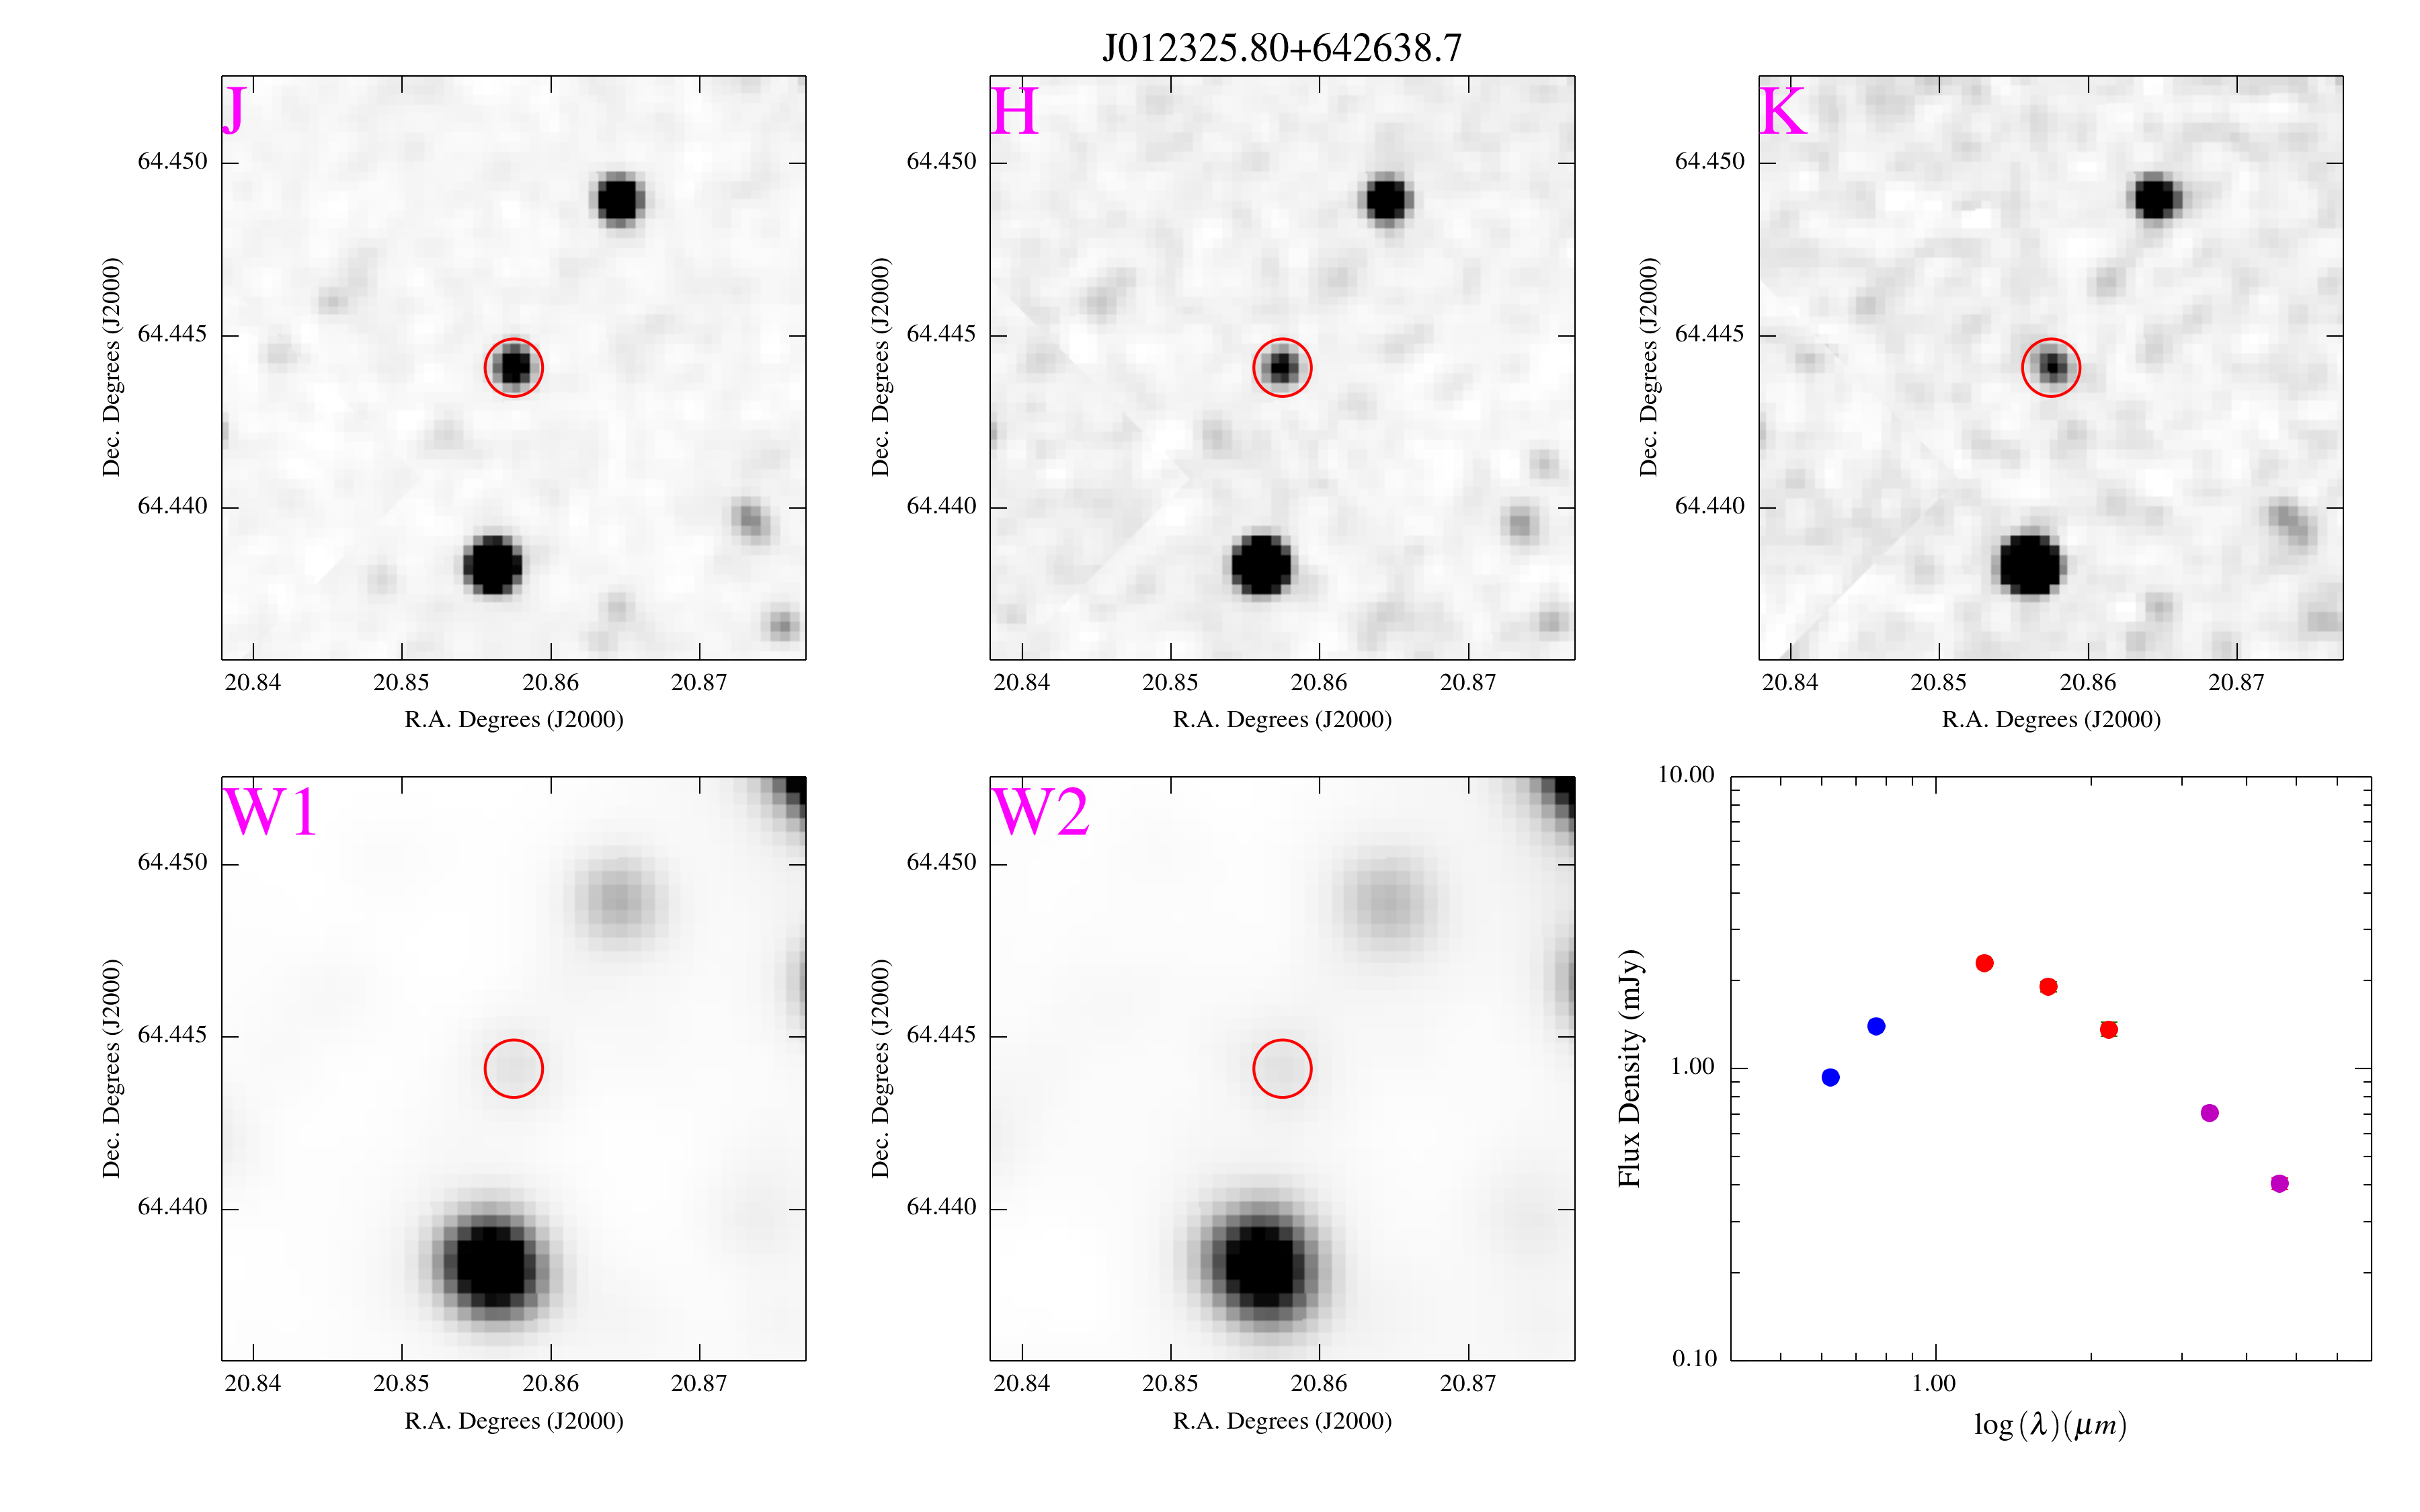 J012325.80+642638.7
J
64.450
64.445
64.440
Dec. Degrees (J2000)
20.84 20.85 20.86 20.87
R.A. Degrees (J2000)
H
64.450
64.445
64.440
Dec. Degrees (J2000)
20.84 20.85 20.86 20.87
R.A. Degrees (J2000)
K
64.450
64.445
64.440
Dec. Degrees (J2000)
20.84 20.85 20.86 20.87
R.A. Degrees (J2000)
W1
64.450
64.445
64.440
Dec. Degrees (J2000)
20.84 20.85 20.86 20.87
R.A. Degrees (J2000)
W2
64.450
64.445
64.440
Dec. Degrees (J2000)
20.84 20.85 20.86 20.87
R.A. Degrees (J2000)
10.00
1.00
0.10
Flux Density (mJy)
1.00
log (λ)(μm)